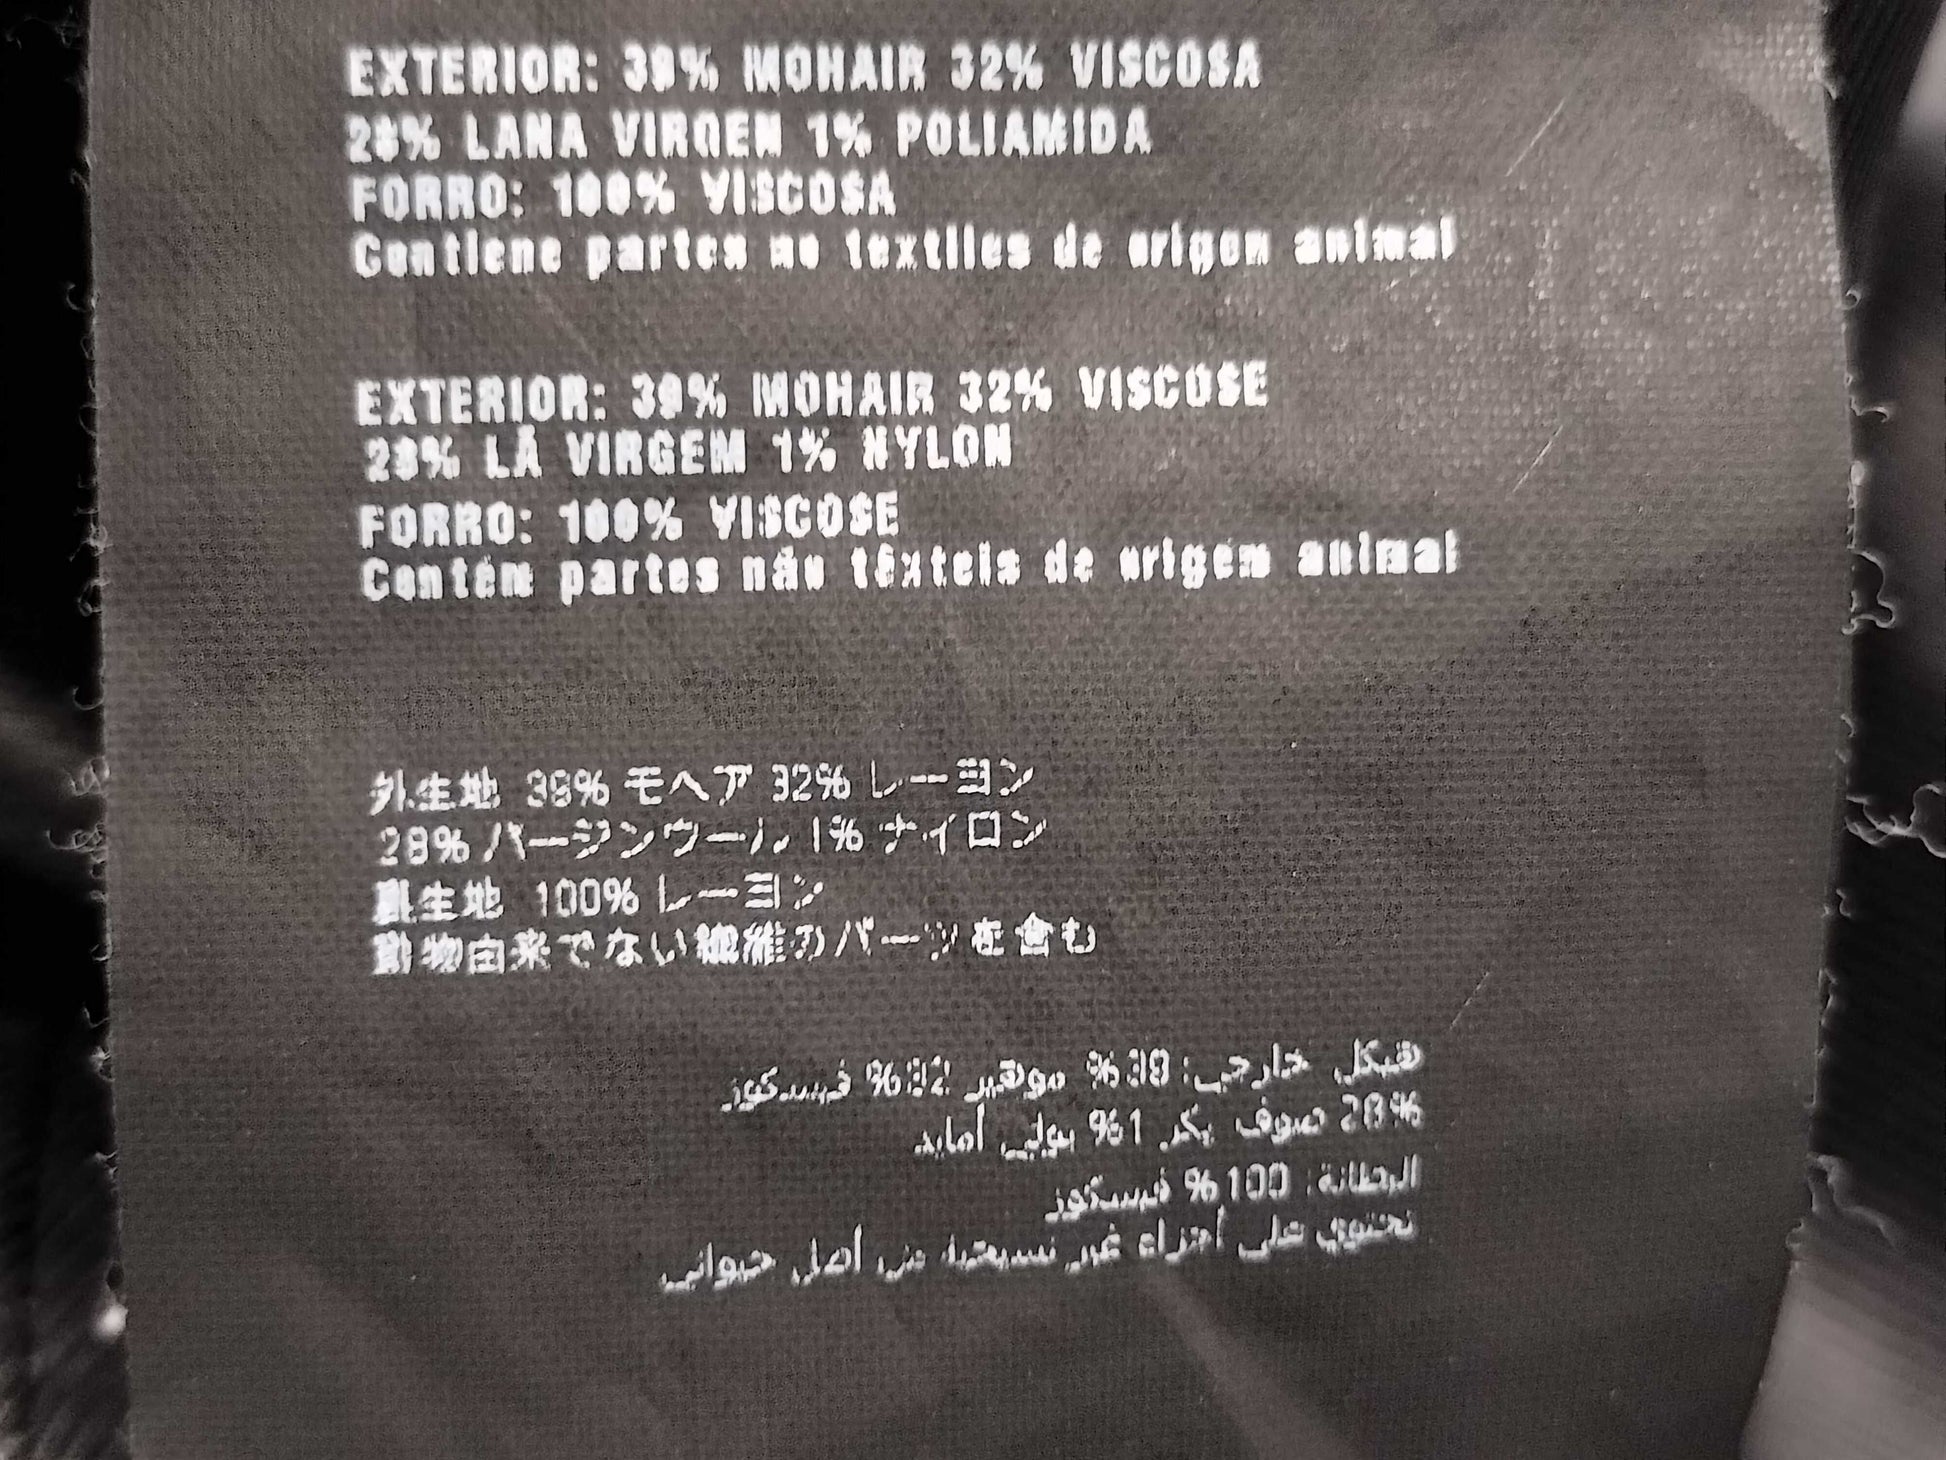 EXTERIOR: 39% MOHAIR 32% VISCOSA
28% LANA VIRGEN 1% POLIAMIDA
FORRO: 100% VISCOSA
Contiene partes no textiles de origen animal
EXTERIOR: 39% MOHAIR 32% VISCOSE
28% LÃ VIRGEM 1% NYLON
FORRO: 100% VISCOSE
Contém partes não têxteis de origem animal
外生地 39% モヘア 32% レーヨン
28% バージンウール 1% ナイロン
裏生地 100% レーヨン
動物由来でない繊維のパーツを含む
هيكل خارجي: 39% موهير 32% فيسكوز
28% صوف بكر 1% بولي أمايد
البطانة: 100% فيسكوز
تحتوي على أجزاء غير نسيجية من أصل حيواني